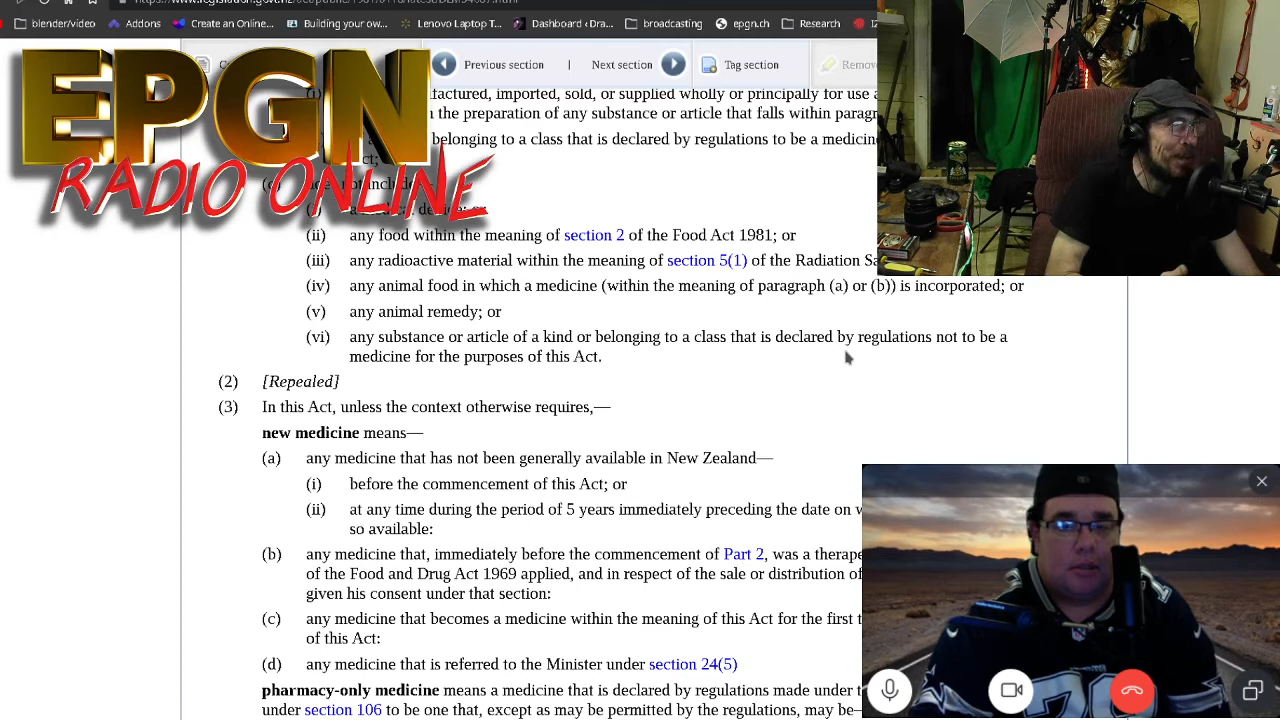 blender/video Addons Create an Online... Building your ow... Lenovo Laptop T... Dashboard ‹ Dra... broadcasting epgn.ch Research
EPGN
RADIO ONLINE
Previous section | Next section Tag section Remov
factured, imported, sold, or supplied wholly or principally for use a
the preparation of any substance or article that falls within paragr
belonging to a class that is declared by regulations to be a medicin
(ii) any food within the meaning of section 2 of the Food Act 1981; or
(iii) any radioactive material within the meaning of section 5(1) of the Radiation Sa
(iv) any animal food in which a medicine (within the meaning of paragraph (a) or (b)) is incorporated; or
(v) any animal remedy; or
(vi) any substance or article of a kind or belonging to a class that is declared by regulations not to be a
medicine for the purposes of this Act.
(2) [Repealed]
(3) In this Act, unless the context otherwise requires,—
new medicine means—
(a) any medicine that has not been generally available in New Zealand—
(i) before the commencement of this Act; or
(ii) at any time during the period of 5 years immediately preceding the date on w
so available:
(b) any medicine that, immediately before the commencement of Part 2, was a therape
of the Food and Drug Act 1969 applied, and in respect of the sale or distribution of
given his consent under that section:
(c) any medicine that becomes a medicine within the meaning of this Act for the first t
of this Act:
(d) any medicine that is referred to the Minister under section 24(5)
pharmacy-only medicine means a medicine that is declared by regulations made under t
under section 106 to be one that, except as may be permitted by the regulations, may be—